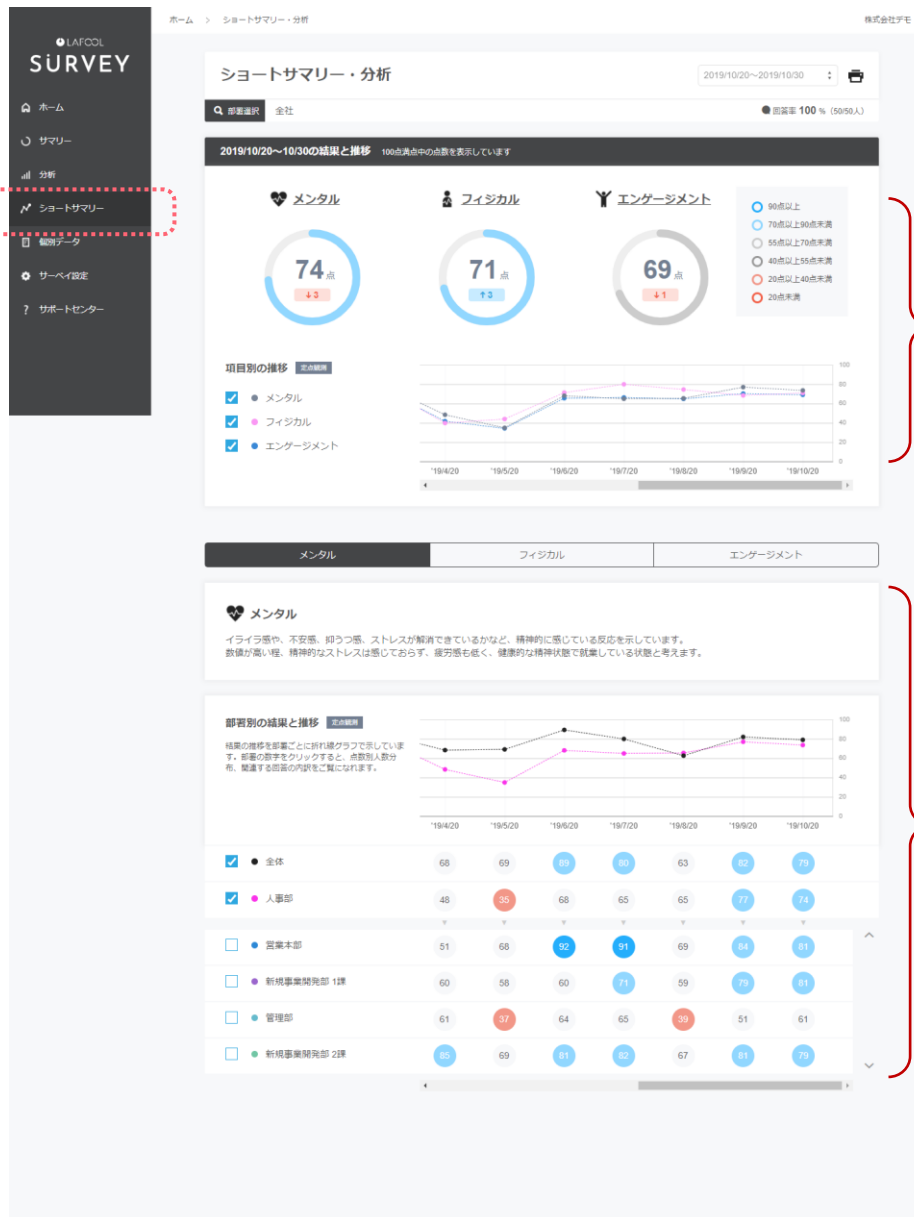 ホーム > ショートサマリー・分析
株式会社デモ
LAFOOL
SURVEY
ホーム
サマリー
分析
ショートサマリー
個別データ
サーベイ設定
? サポートセンター
ショートサマリー・分析
2019/10/20～2019/10/30
部署選択 全社
回答率 100 % (50/50人)
2019/10/20～10/30の結果と推移 100点満点中の点数を表示しています
メンタル
フィジカル
エンゲージメント
74点
↓3
71点
↑3
69点
↓1
90点以上
70点以上90点未満
55点以上70点未満
40点以上55点未満
20点以上40点未満
20点未満
項目別の推移 定点観測
メンタル
フィジカル
エンゲージメント
100
80
60
40
20
0
'19/4/20 '19/5/20 '19/6/20 '19/7/20 '19/8/20 '19/9/20 '19/10/20
メンタル フィジカル エンゲージメント
メンタル
イライラ感や、不安感、抑うつ感、ストレスが解消できているかなど、精神的に感じている反応を示しています。
数値が高い程、精神的なストレスは感じておらず、疲労感も低く、健康的な精神状態で就業している状態と考えます。
部署別の結果と推移 定点観測
結果の推移を部署ごとに折れ線グラフで示していま
す。部署の数字をクリックすると、点数別人数分
布、関連する回答の内訳をご覧になれます。
100
80
60
40
20
0
'19/4/20 '19/5/20 '19/6/20 '19/7/20 '19/8/20 '19/9/20 '19/10/20
全体 68 69 89 80 63 82 79
人事部 48 35 68 65 65 77 74
営業本部 51 68 92 91 69 84 81
新規事業開発部 1課 60 58 60 71 59 79 81
管理部 61 37 64 65 39 51 61
新規事業開発部 2課 85 69 81 82 67 81 79